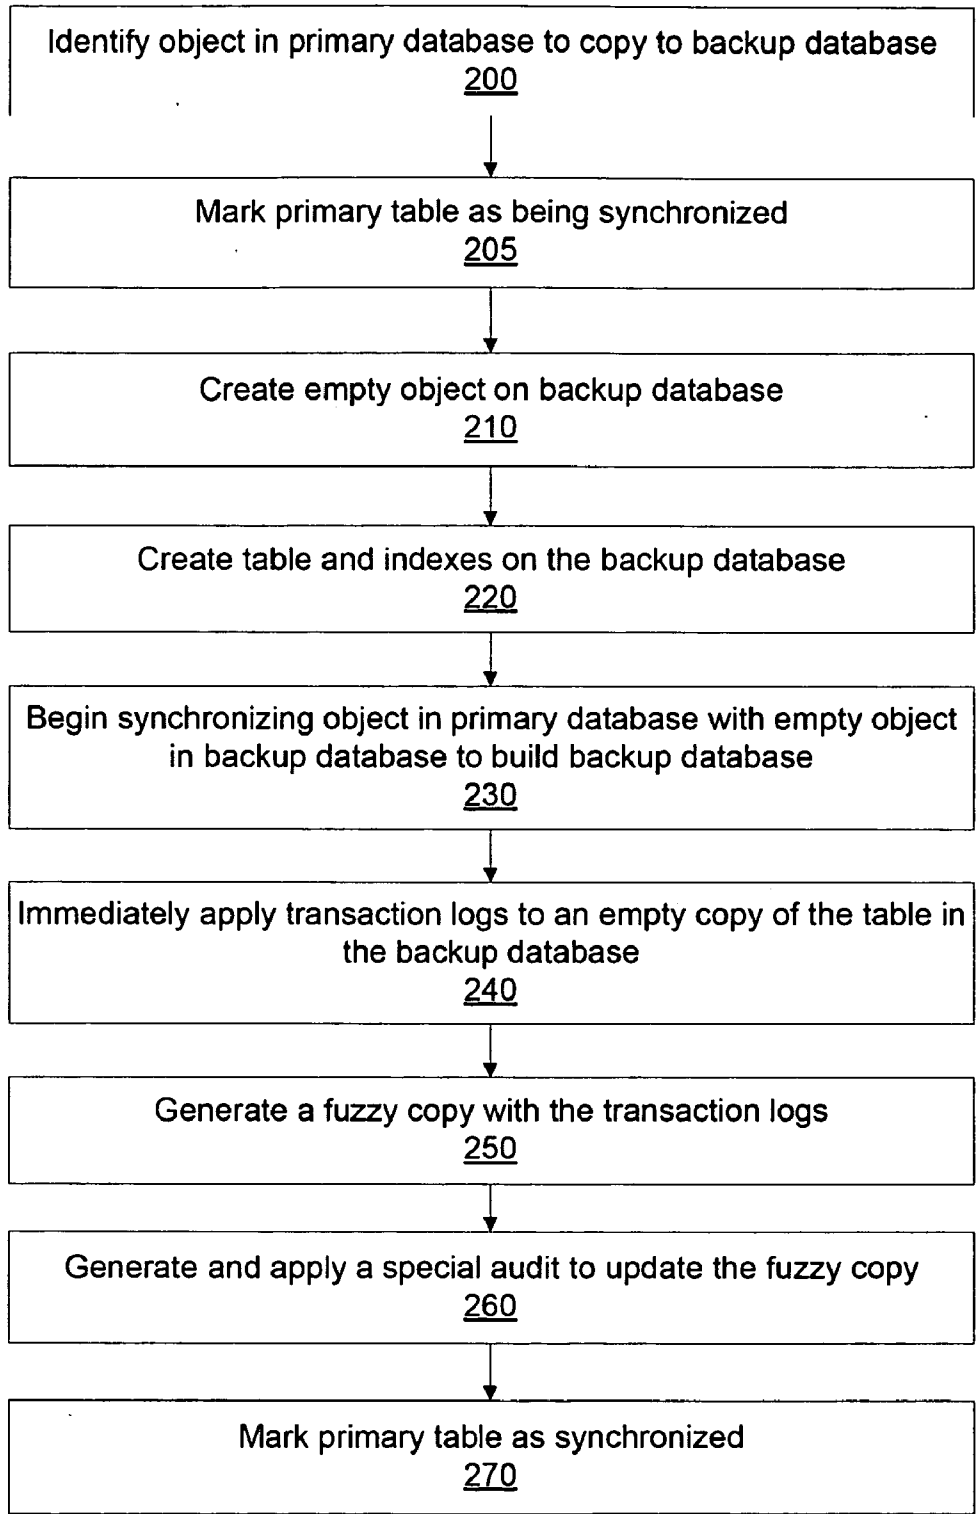 Identify object in primary database to copy to backup database
200
Mark primary table as being synchronized
205
Create empty object on backup database
210
Create table and indexes on the backup database
220
Begin synchronizing object in primary database with empty object
in backup database to build backup database
230
Immediately apply transaction logs to an empty copy of the table in
the backup database
240
Generate a fuzzy copy with the transaction logs
250
Generate and apply a special audit to update the fuzzy copy
260
Mark primary table as synchronized
270